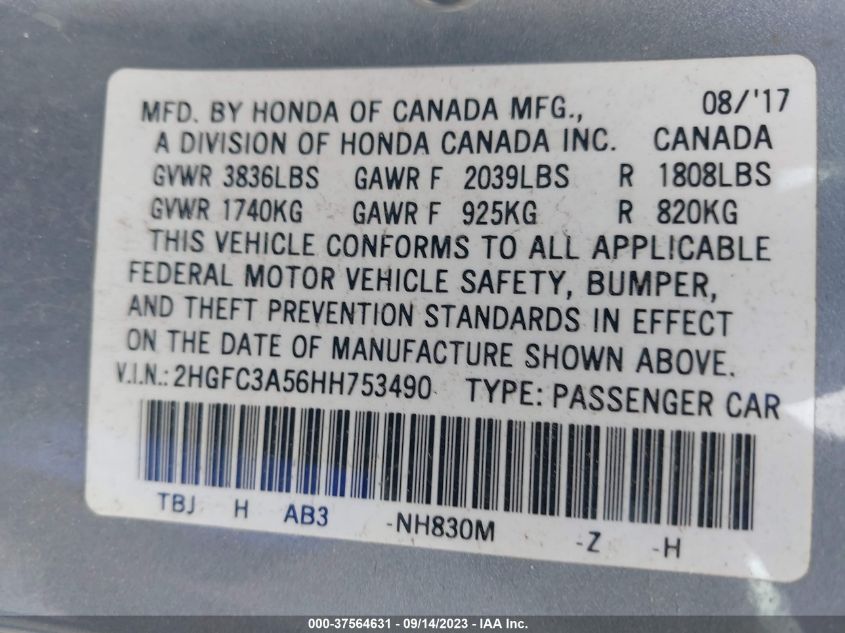 MFD. BY HONDA OF CANADA MFG., 08/'17
A DIVISION OF HONDA CANADA INC. CANADA
GVWR 3836LBS GAWR F 2039LBS R 1808LBS
GVWR 1740KG GAWR F 925KG R 820KG
THIS VEHICLE CONFORMS TO ALL APPLICABLE
FEDERAL MOTOR VEHICLE SAFETY, BUMPER,
AND THEFT PREVENTION STANDARDS IN EFFECT
ON THE DATE OF MANUFACTURE SHOWN ABOVE.
V.I.N.: 2HGFC3A56HH753490 TYPE: PASSENGER CAR
TBJ H AB3 -NH830M -Z -H
000-37564631 - 09/14/2023 - IAA Inc.